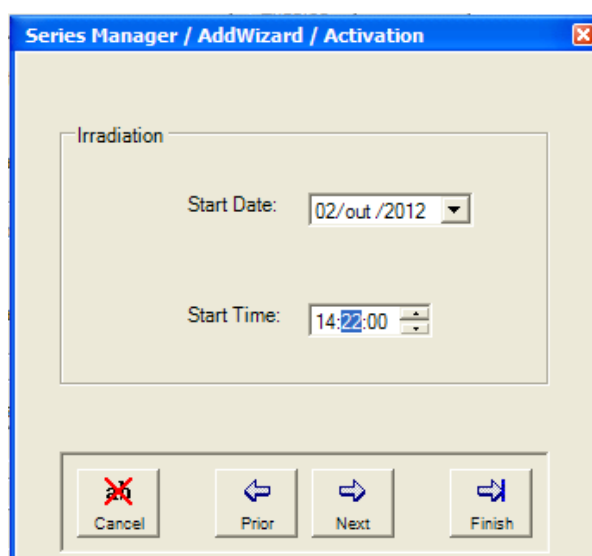 Series Manager / AddWizard / Activation
Irradiation
Start Date: 02/out /2012
Start Time: 14:22:00
ab
Cancel Prior Next Finish